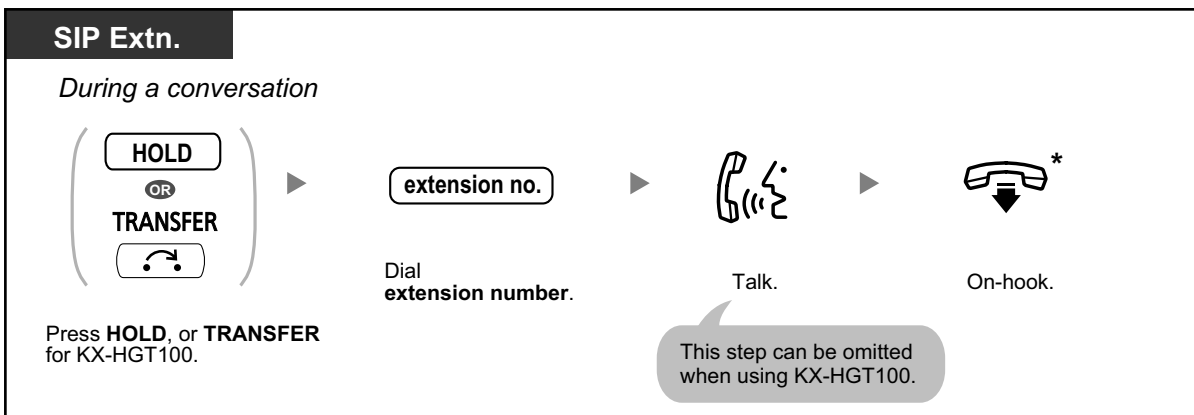 SIP Extn.
During a conversation
HOLD
OR
TRANSFER
Press HOLD, or TRANSFER
for KX-HGT100.
extension no.
Dial
extension number.
Talk.
This step can be omitted
when using KX-HGT100.
*
On-hook.